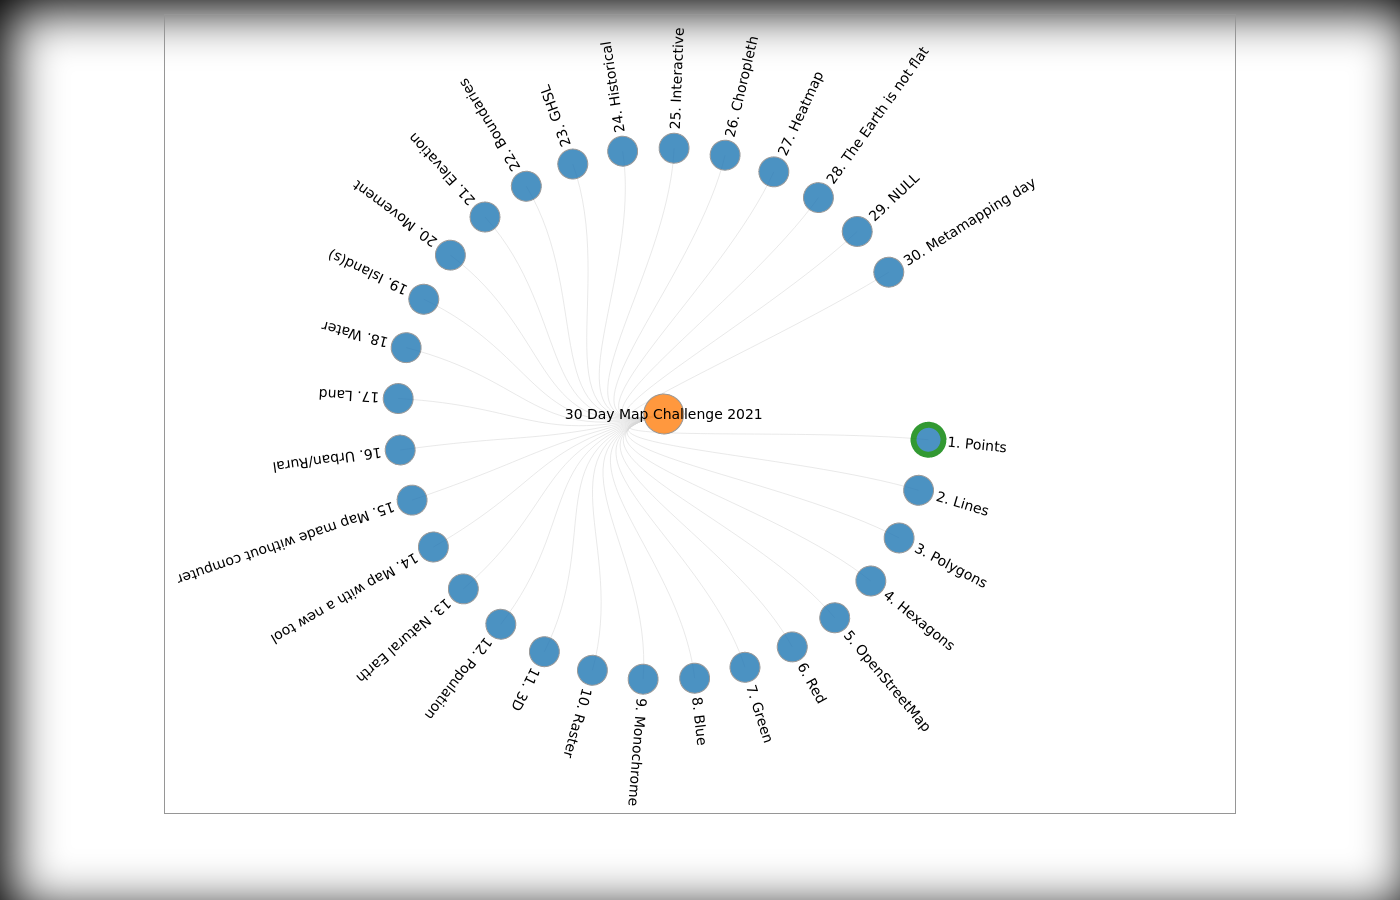 30 Day Map Challenge 2021
1. Points
2. Lines
3. Polygons
4. Hexagons
5. OpenStreetMap
6. Red
7. Green
8. Blue
9. Monochrome
10. Raster
11. 3D
12. Population
13. Natural Earth
14. Map with a new tool
15. Map made without computer
16. Urban/Rural
17. Land
18. Water
19. Island(s)
20. Movement
21. Elevation
22. Boundaries
23. GHSL
24. Historical
25. Interactive
26. Choropleth
27. Heatmap
28. The Earth is not flat
29. NULL
30. Metamapping day